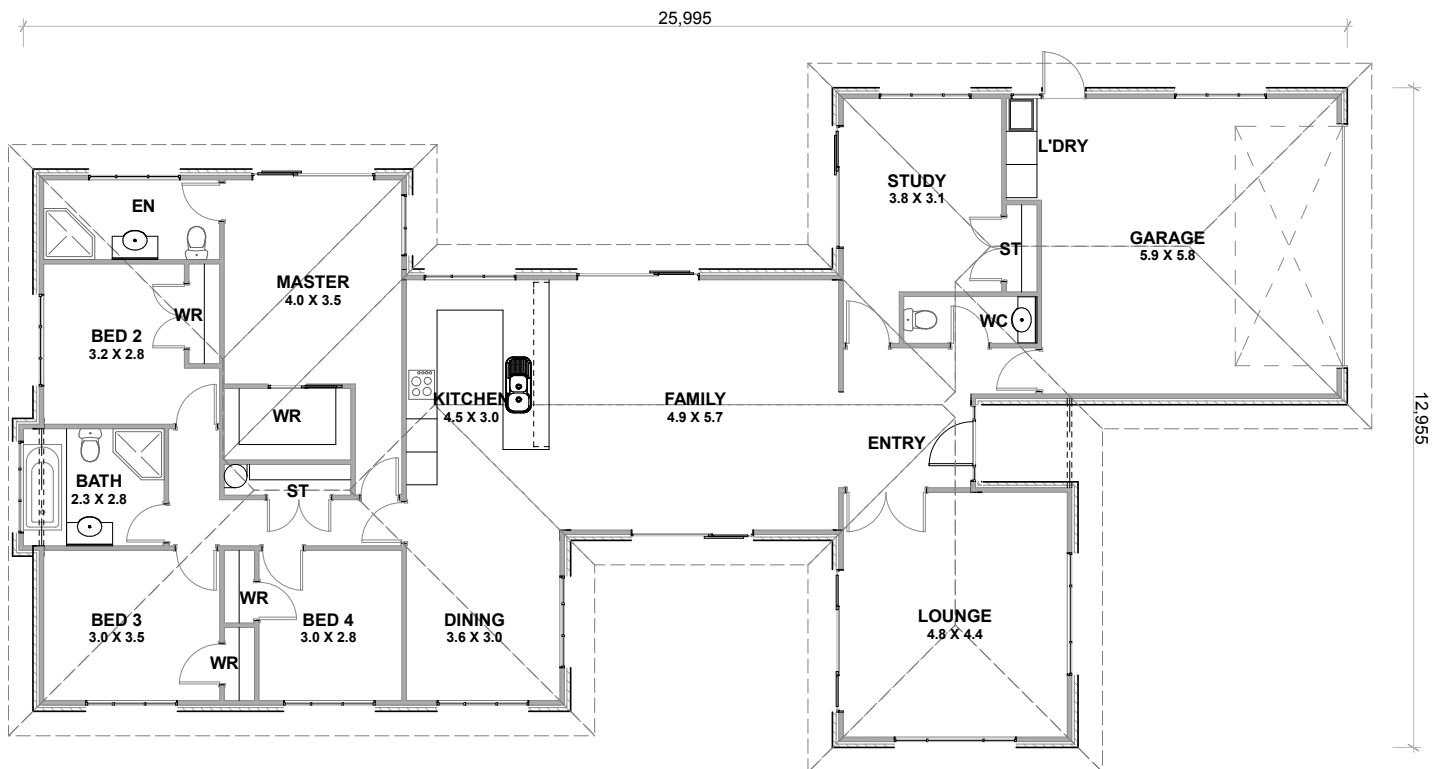 25,995
12,955
L'DRY
STUDY
3.8 X 3.1
EN
GARAGE
5.9 X 5.8
ST
MASTER
4.0 X 3.5
WR
WC
BED 2
3.2 X 2.8
KITCHEN
4.5 X 3.0
FAMILY
4.9 X 5.7
WR
ENTRY
BATH
2.3 X 2.8
ST
WR
BED 3
3.0 X 3.5
BED 4
3.0 X 2.8
DINING
3.6 X 3.0
LOUNGE
4.8 X 4.4
WR